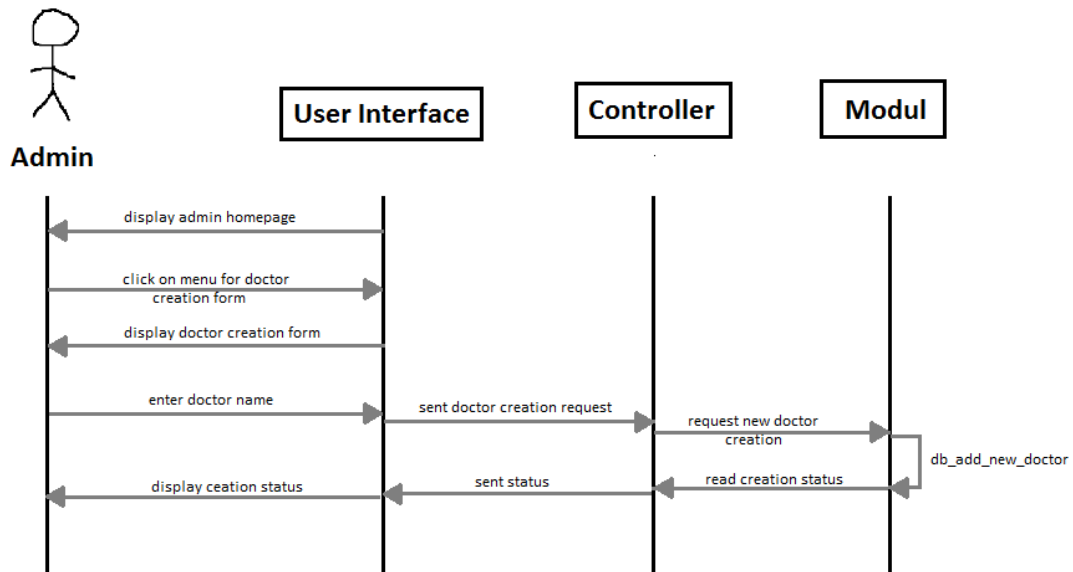 Admin
User Interface
Controller
Modul
display admin homepage
click on menu for doctor
creation form
display doctor creation form
enter doctor name
sent doctor creation request
request new doctor
creation
db_add_new_doctor
read creation status
sent status
display ceation status